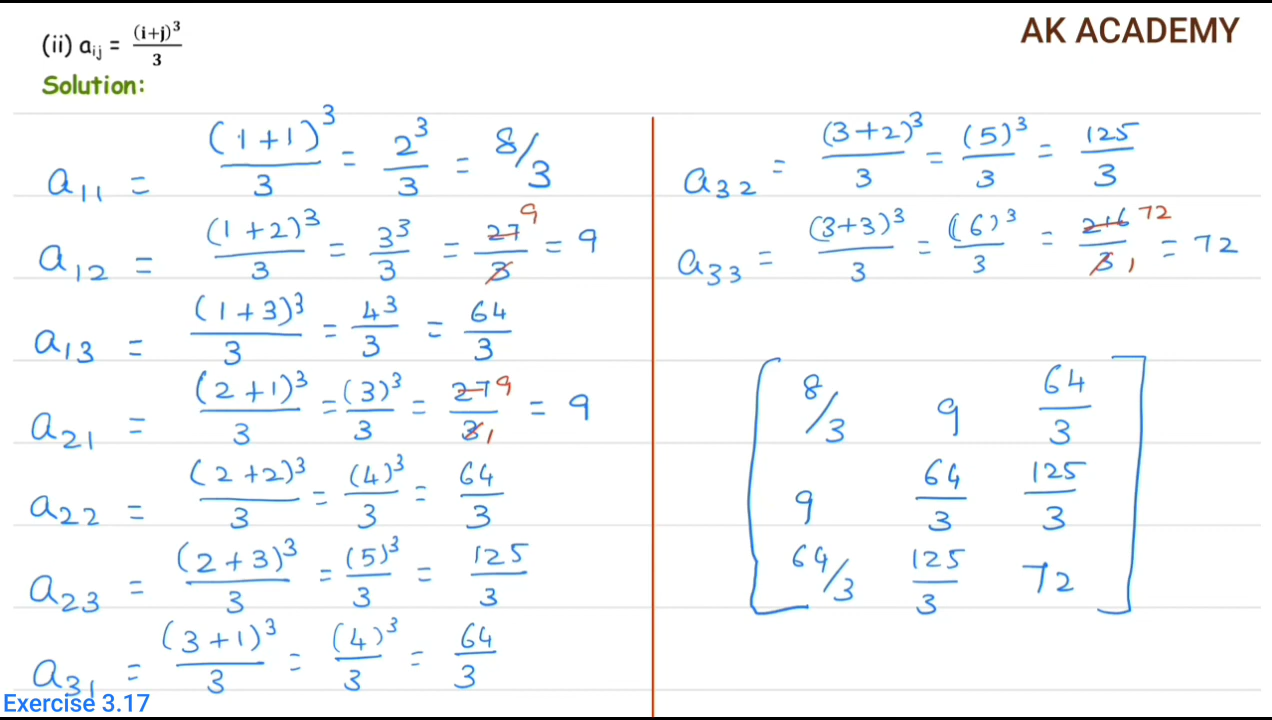 (ii) aᵢⱼ = (i+j)³/3
AK ACADEMY
Solution:
a₁₁ = (1+1)³/3 = 2³/3 = 8/3
a₁₂ = (1+2)³/3 = 3³/3 = 27/3 9 = 9
a₁₃ = (1+3)³/3 = 4³/3 = 64/3
a₂₁ = (2+1)³/3 = (3)³/3 = 27/3 9 1 = 9
a₂₂ = (2+2)³/3 = (4)³/3 = 64/3
a₂₃ = (2+3)³/3 = (5)³/3 = 125/3
a₃₁ = (3+1)³/3 = (4)³/3 = 64/3
a₃₂ = (3+2)³/3 = (5)³/3 = 125/3
a₃₃ = (3+3)³/3 = (6)³/3 = 216/3 72 1 = 72
[ 8/3 9 64/3
9 64/3 125/3
64/3 125/3 72 ]
Exercise 3.17